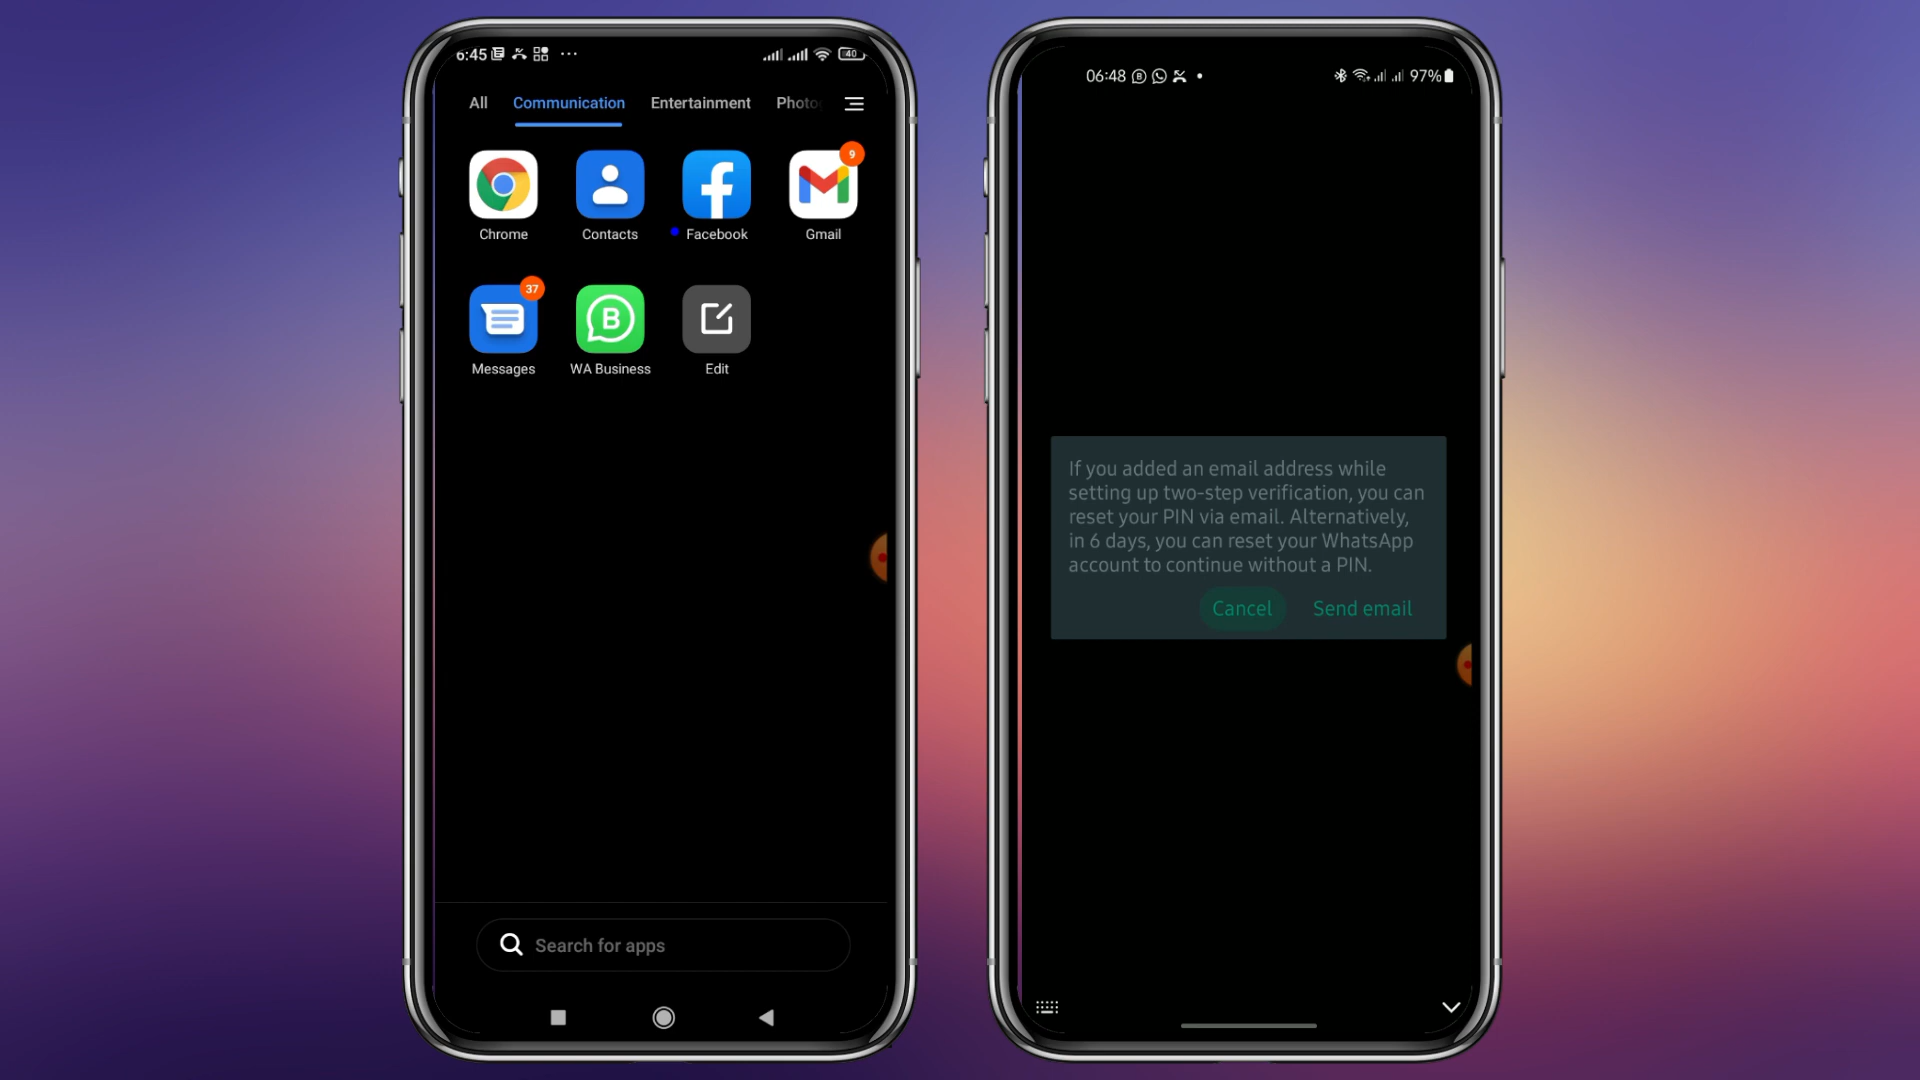 6:45
40
All Communication Entertainment Photo
9
Chrome Contacts Facebook Gmail
37
B
Messages WA Business Edit
Search for apps
06:48 97%
If you added an email address while
setting up two-step verification, you can
reset your PIN via email. Alternatively,
in 6 days, you can reset your WhatsApp
account to continue without a PIN.
Cancel Send email